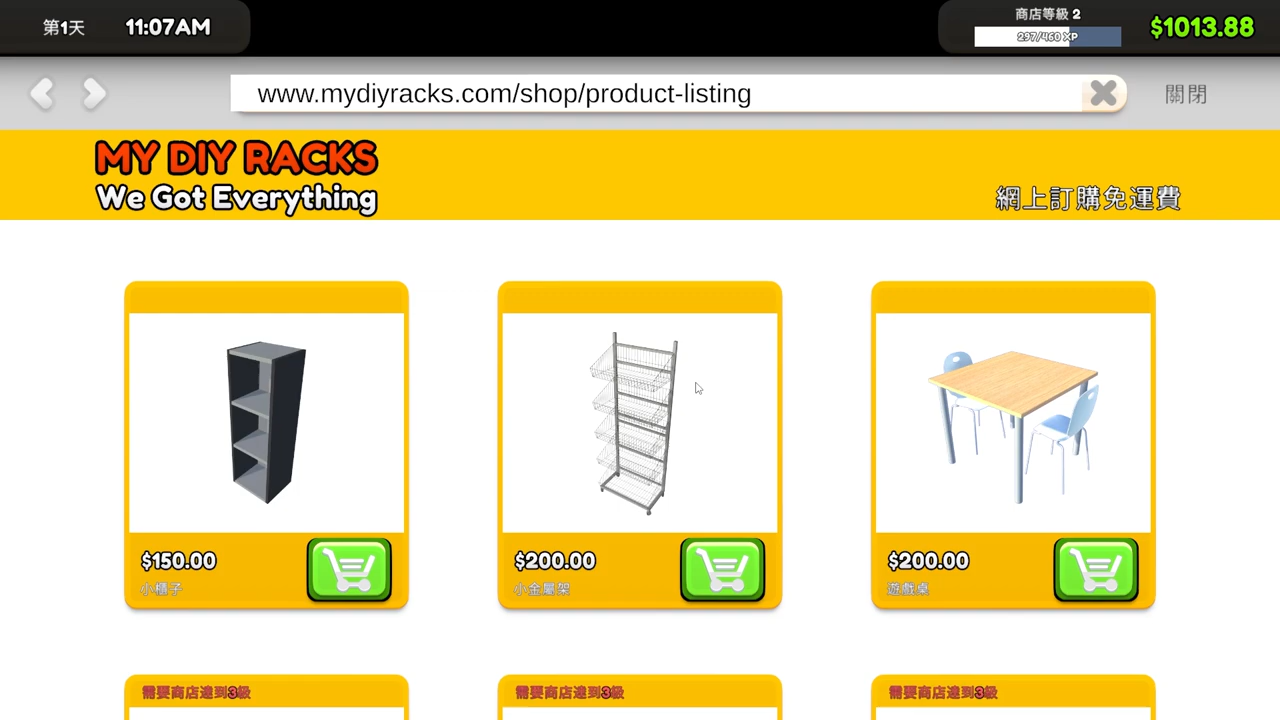 第1天
11:07AM
商店等級 2
297/460 XP
$1013.88
www.mydiyracks.com/shop/product-listing
關閉
MY DIY RACKS
We Got Everything
網上訂購免運費
$150.00
小櫃子
$200.00
小金屬架
$200.00
遊戲桌
需要商店達到3級
需要商店達到3級
需要商店達到3級